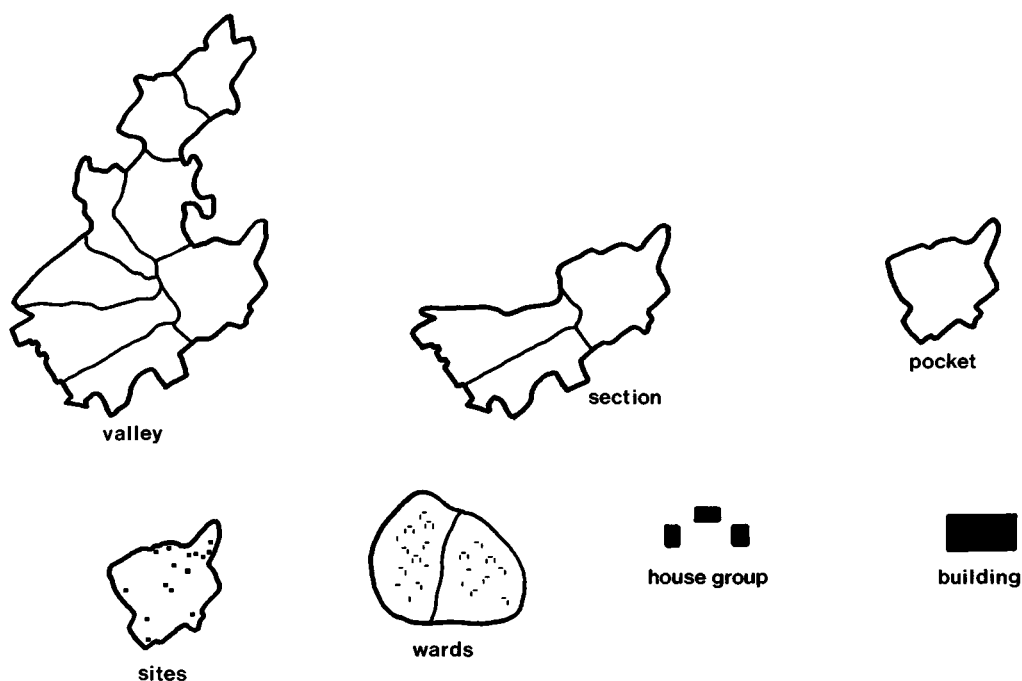 valley
section
pocket
sites
wards
house group
building